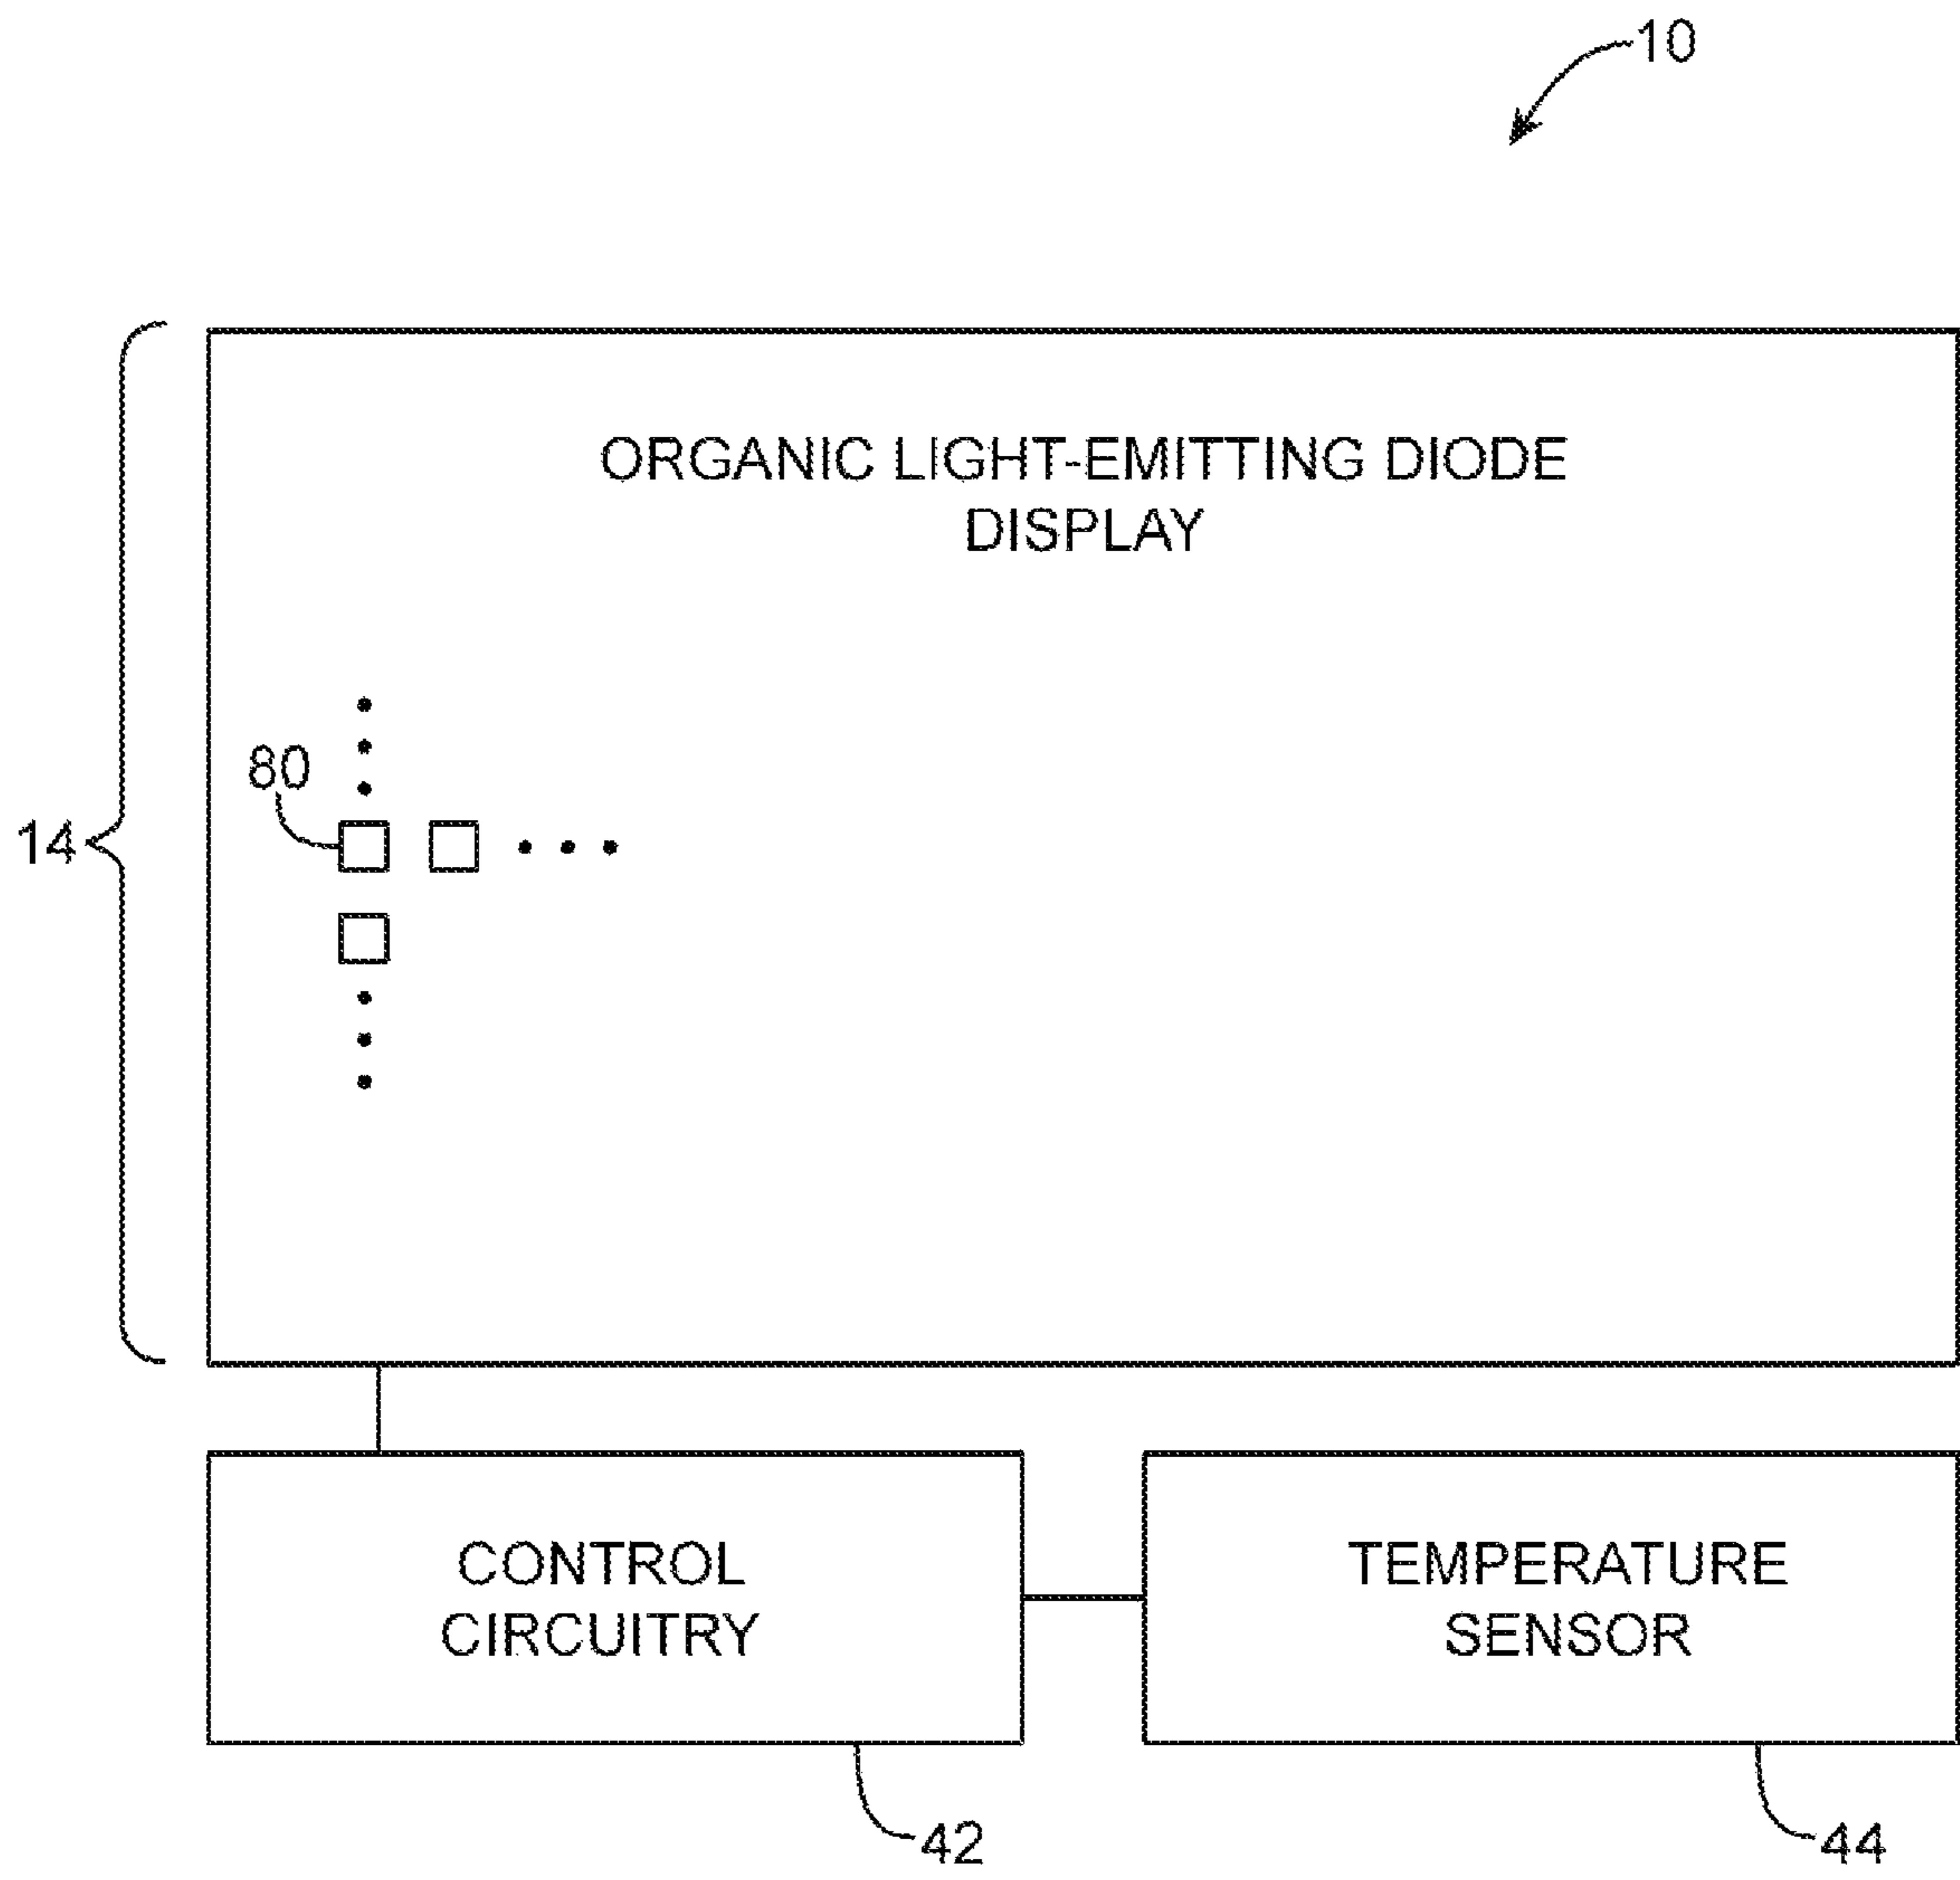 10
ORGANIC LIGHT-EMITTING DIODE
DISPLAY
80
14
CONTROL
CIRCUITRY
TEMPERATURE
SENSOR
42
44